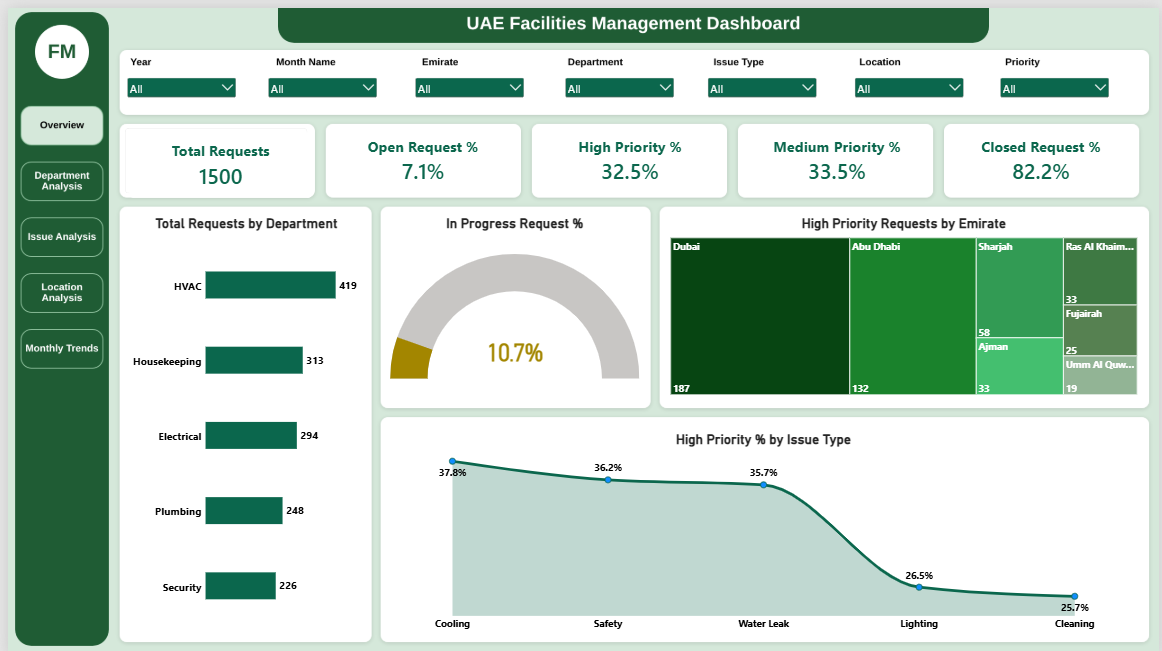 UAE Facilities Management Dashboard
FM
Overview
Department
Analysis
Issue Analysis
Location
Analysis
Monthly Trends
Year
Month Name
Emirate
Department
Issue Type
Location
Priority
All
All
All
All
All
All
All
Total Requests
1500
Open Request %
7.1%
High Priority %
32.5%
Medium Priority %
33.5%
Closed Request %
82.2%
Total Requests by Department
HVAC 419
Housekeeping 313
Electrical 294
Plumbing 248
Security 226
In Progress Request %
10.7%
High Priority Requests by Emirate
Dubai
187
Abu Dhabi
132
Sharjah
58
Ajman
33
Ras Al Khaim...
33
Fujairah
25
Umm Al Quw...
19
High Priority % by Issue Type
37.8%
36.2%
35.7%
26.5%
25.7%
Cooling
Safety
Water Leak
Lighting
Cleaning